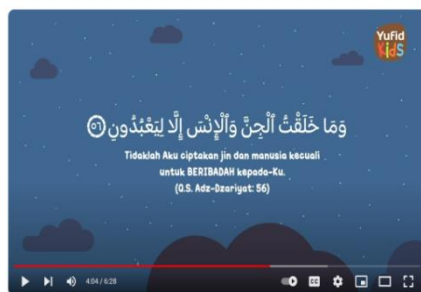 YUFID
KIDS
وَمَا خَلَقْتُ ٱلْجِنَّ وَٱلْإِنْسَ إِلَّا لِيَعْبُدُونِ ٥٦
Tidaklah Aku ciptakan jin dan manusia kecuali
untuk BERIBADAH kepada-Ku.
(Q.S. Adz-Dzariyat: 56)
4:04 / 6:28
CC